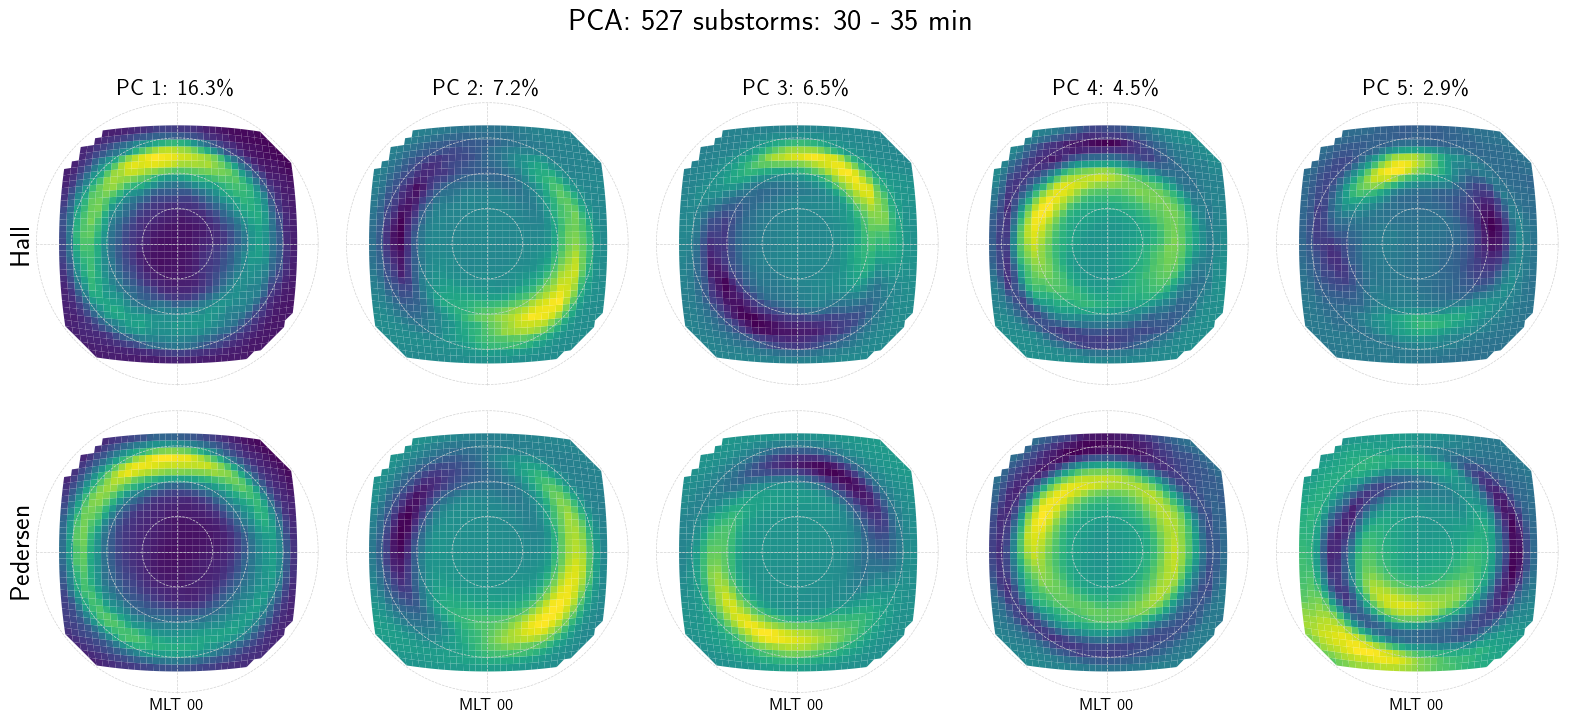 PCA: 527 substorms: 30 - 35 min
PC 1: 16.3%
PC 2: 7.2%
PC 3: 6.5%
PC 4: 4.5%
PC 5: 2.9%
Hall
Pedersen
MLT 00
MLT 00
MLT 00
MLT 00
MLT 00